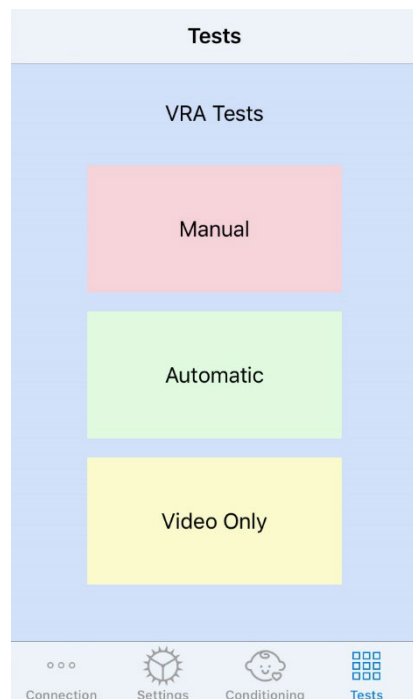 Tests
VRA Tests
Manual
Automatic
Video Only
Connection Settings Conditioning Tests